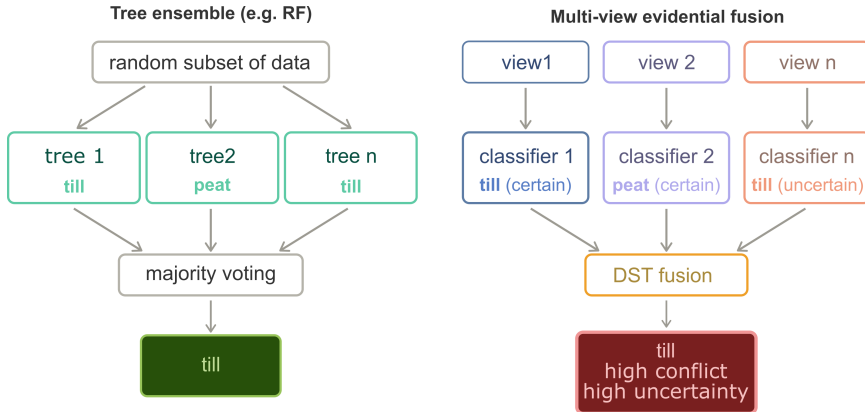 Tree ensemble (e.g. RF)
random subset of data
tree 1
till
tree2
peat
tree n
till
majority voting
till
Multi-view evidential fusion
view1
view 2
view n
classifier 1
till (certain)
classifier 2
peat (certain)
classifier n
till (uncertain)
DST fusion
till
high conflict
high uncertainty